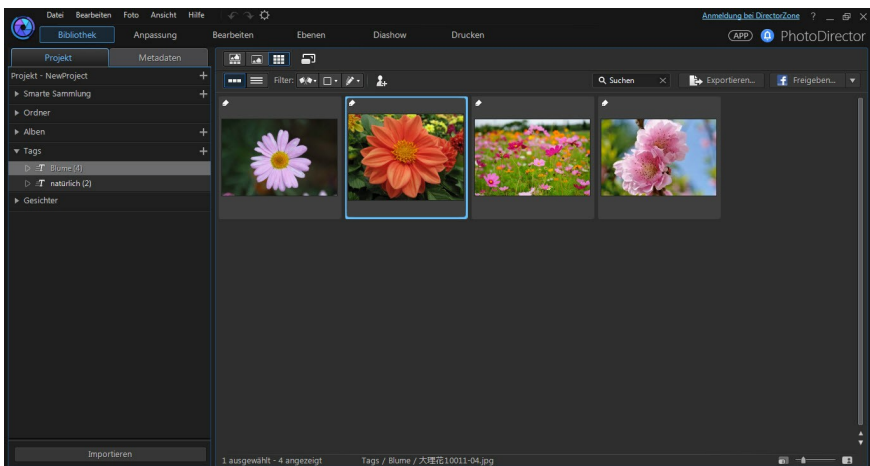 Datei Bearbeiten Foto Ansicht Hilfe
Anmeldung bei DirectorZone ?
Bibliothek Anpassung Bearbeiten Ebenen Diashow Drucken
APP PhotoDirector
Projekt Metadaten
Projekt - NewProject +
Filter:
Suchen
Exportieren...
Freigeben...
Smarte Sammlung +
Ordner
Alben +
Tags +
T Blume (4)
T natürlich (2)
Gesichter
Importieren
1 ausgewählt - 4 angezeigt Tags / Blume / 大理花10011-04.jpg